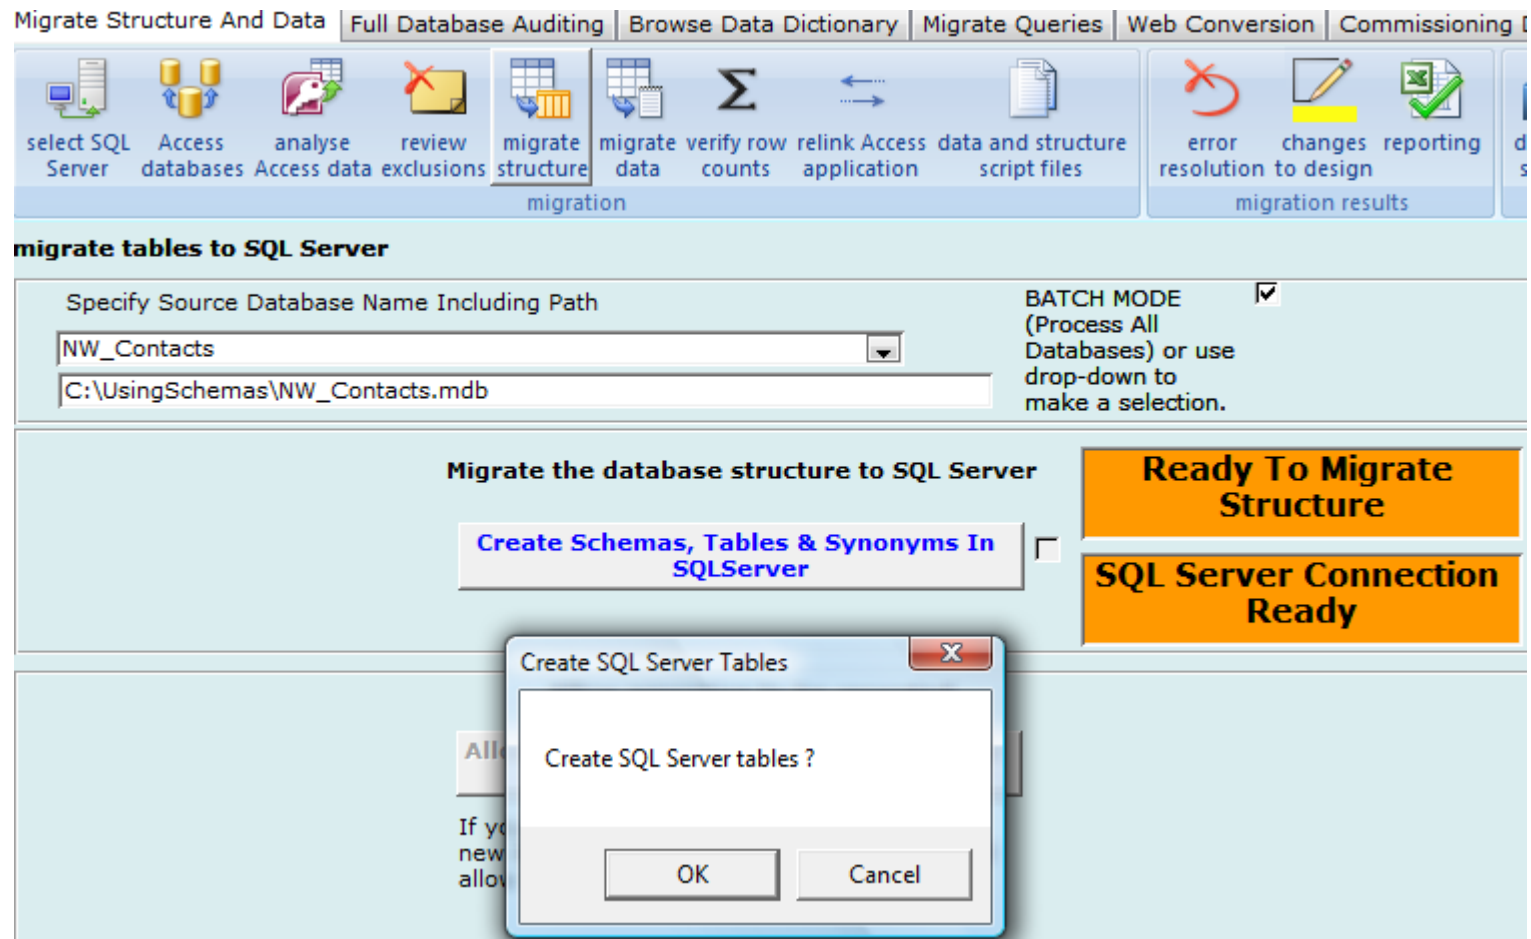 Migrate Structure And Data Full Database Auditing Browse Data Dictionary Migrate Queries Web Conversion Commissioning
select SQL Access analyse review migrate migrate verify row relink Access data and structure error changes reporting
Server databases Access data exclusions structure data counts application script files resolution to design
migration migration results
migrate tables to SQL Server
Specify Source Database Name Including Path
BATCH MODE
(Process All
Databases) or use
drop-down to
make a selection.
NW_Contacts
C:\UsingSchemas\NW_Contacts.mdb
Migrate the database structure to SQL Server
Ready To Migrate
Structure
Create Schemas, Tables & Synonyms In
SQLServer
SQL Server Connection
Ready
Create SQL Server Tables
Create SQL Server tables ?
If
new
OK Cancel